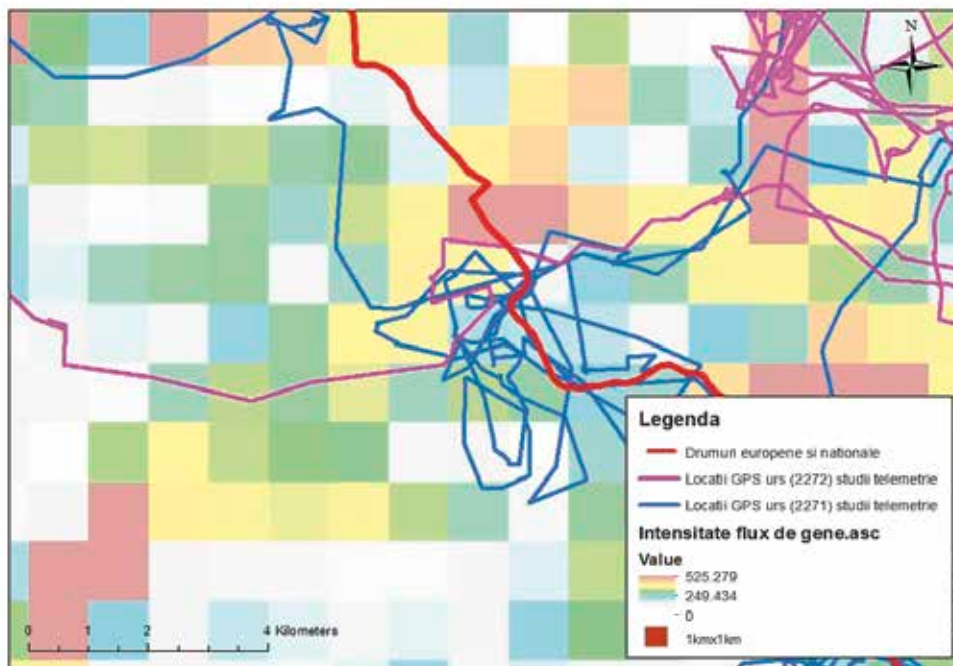 N
Legenda
Drumuri europene si nationale
Locatii GPS urs (2272) studii telemetrie
Locatii GPS urs (2271) studii telemetrie
Intensitate flux de gene.asc
Value
525.279
249.434
0
1kmx1km
0 1 2 4 Kilometers